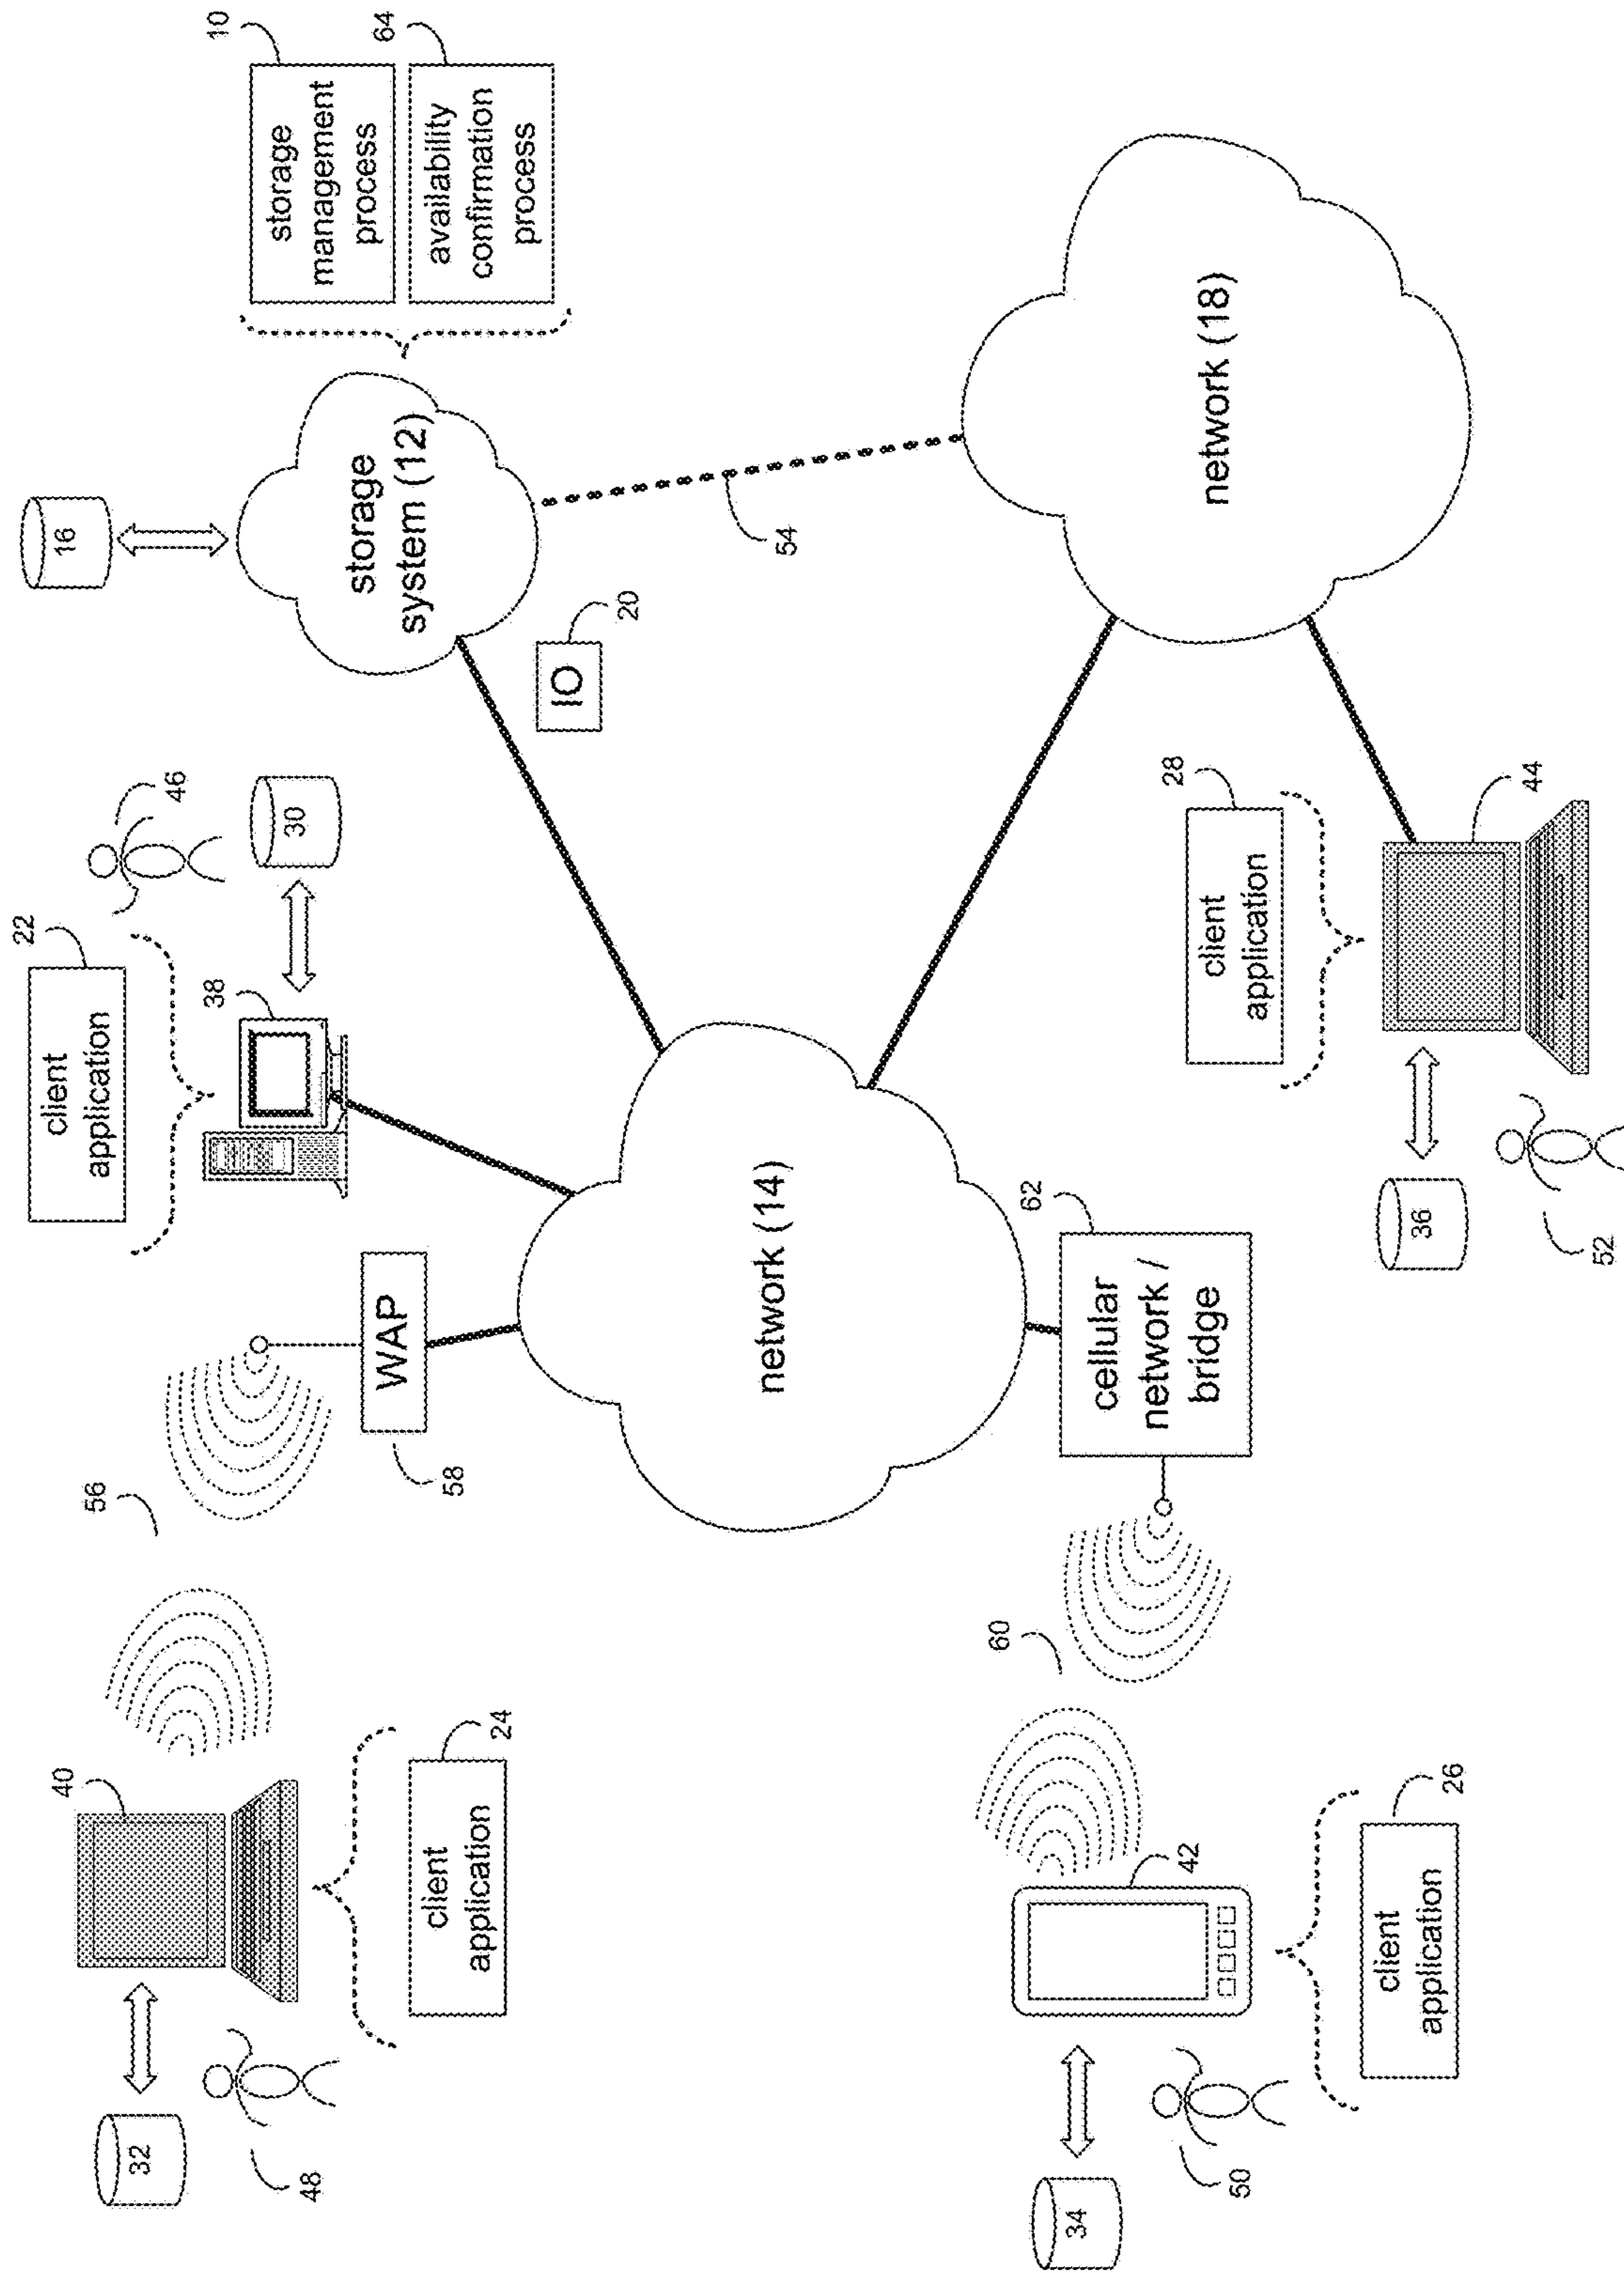 22
client
application
16
40
56
46
32
38
10
30
storage
management
process
48
64
availability
confirmation
process
storage
system (12)
WAP
58
24
client
application
IO
20
network (14)
54
60
62
cellular
network /
bridge
34
42
50
28
client
application
network (18)
26
client
application
36
44
52